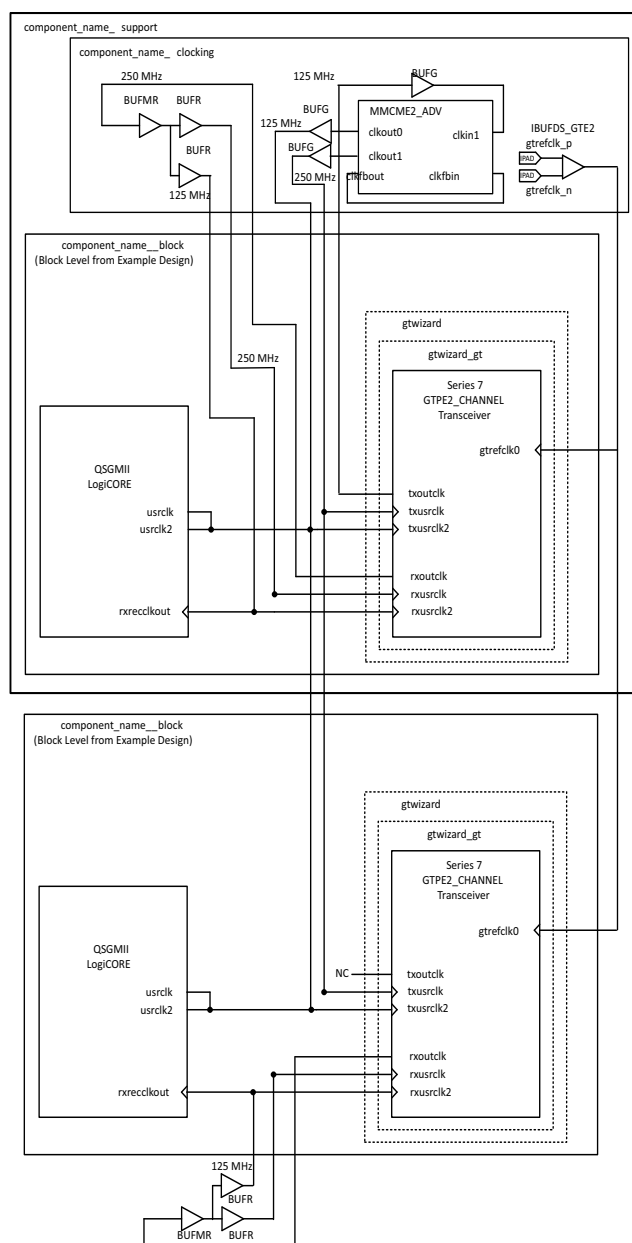 component_name_ support
component_name_ clocking
250 MHz
BUFMR
BUFR
BUFR
125 MHz
125 MHz
BUFG
BUFG
125 MHz
BUFG
250 MHz
MMCME2_ADV
clkout0
clkin1
clkout1
clkfbout
clkfbin
IBUFDS_GTE2
gtrefclk_p
IPAD
IPAD
gtrefclk_n
component_name__block
(Block Level from Example Design)
250 MHz
gtwizard
gtwizard_gt
Series 7
GTPE2_CHANNEL
Transceiver
gtrefclk0
QSGMII
LogiCORE
usrclk
usrclk2
rxrecclkout
txoutclk
txusrclk
txusrclk2
rxoutclk
rxusrclk
rxusrclk2
component_name__block
(Block Level from Example Design)
gtwizard
gtwizard_gt
Series 7
GTPE2_CHANNEL
Transceiver
gtrefclk0
QSGMII
LogiCORE
usrclk
usrclk2
rxrecclkout
NC
txoutclk
txusrclk
txusrclk2
rxoutclk
rxusrclk
rxusrclk2
125 MHz
BUFR
BUFMR
BUFR